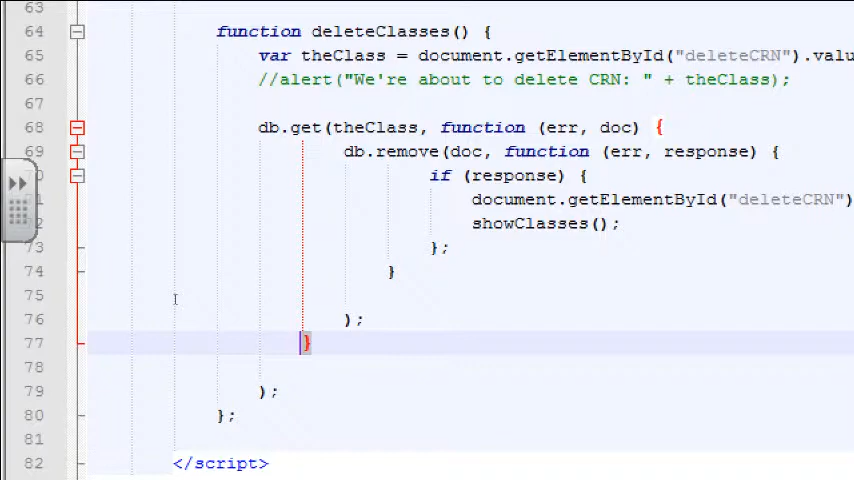 63
64 function deleteClasses() {
65 var theClass = document.getElementById("deleteCRN").valu
66 //alert("We're about to delete CRN: " + theClass);
67
68 db.get(theClass, function (err, doc) {
69 db.remove(doc, function (err, response) {
70 if (response) {
71 document.getElementById("deleteCRN")
72 showClasses();
73 };
74 }
75
76 );
77 }
78
79 );
80 };
81
82 </script>